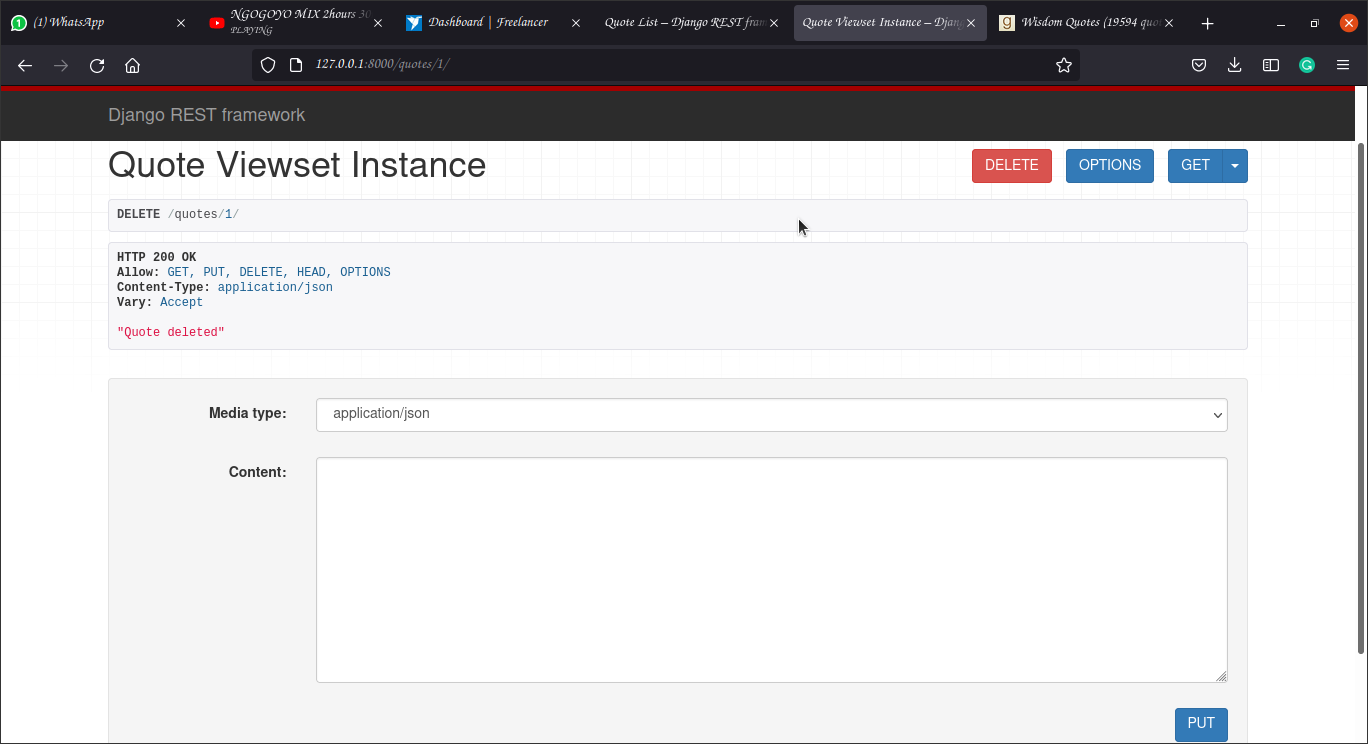 (1) WhatsApp
NGOGOYO MIX 2hours 30
PLAYING
Dashboard | Freelancer
Quote List – Django REST fram
Quote Viewset Instance – Djang
Wisdom Quotes (19594 quo
127.0.0.1:8000/quotes/1/
Django REST framework
Quote Viewset Instance
DELETE
OPTIONS
GET
DELETE /quotes/1/
HTTP 200 OK
Allow: GET, PUT, DELETE, HEAD, OPTIONS
Content-Type: application/json
Vary: Accept
"Quote deleted"
Media type:
application/json
Content:
PUT